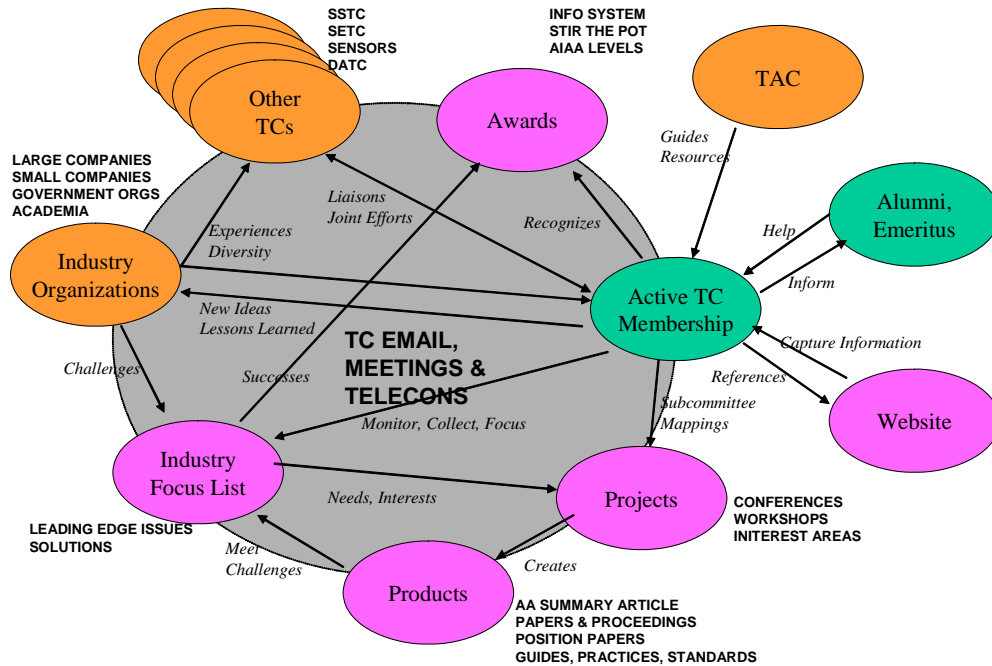 SSTC
SETC
SENSORS
DATC
INFO SYSTEM
STIR THE POT
AIAA LEVELS
Other
TCs
Awards
TAC
Guides
Resources
LARGE COMPANIES
SMALL COMPANIES
GOVERNMENT ORGS
ACADEMIA
Liaisons
Joint Efforts
Recognizes
Alumni,
Emeritus
Help
Inform
Experiences
Diversity
Industry
Organizations
Active TC
Membership
New Ideas
Lessons Learned
TC EMAIL,
MEETINGS &
TELECONS
Capture Information
Challenges
Successes
References
Subcommittee
Mappings
Monitor, Collect, Focus
Website
Industry
Focus List
Needs, Interests
Projects
CONFERENCES
WORKSHOPS
INITEREST AREAS
LEADING EDGE ISSUES
SOLUTIONS
Meet
Challenges
Creates
Products
AA SUMMARY ARTICLE
PAPERS & PROCEEDINGS
POSITION PAPERS
GUIDES, PRACTICES, STANDARDS